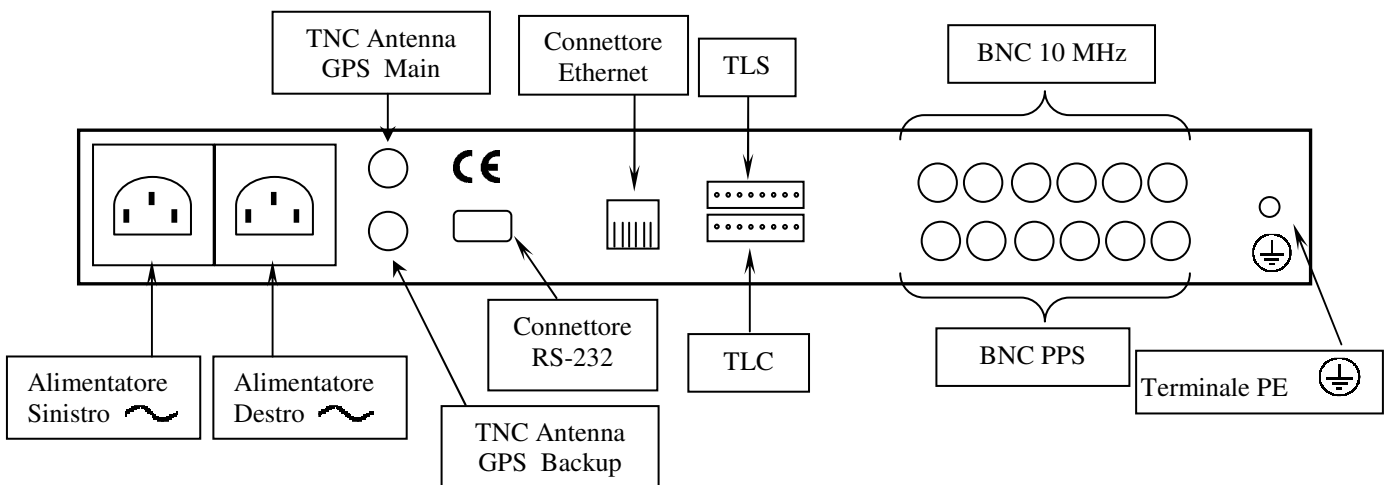 TNC Antenna
GPS Main
Connettore
Ethernet
TLS
BNC 10 MHz
CE
Connettore
RS-232
TLC
BNC PPS
Terminale PE
Alimentatore
Sinistro
Alimentatore
Destro
TNC Antenna
GPS Backup